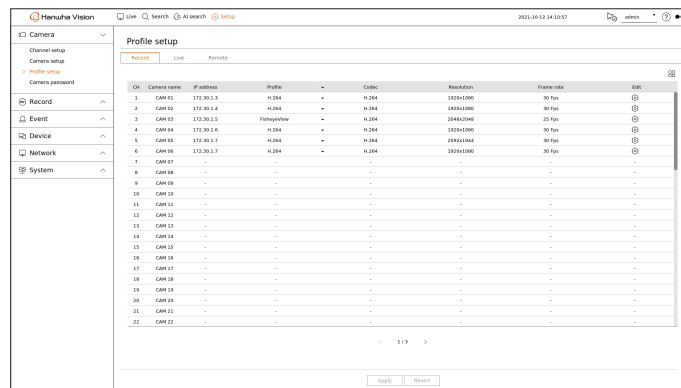 Hanwha Vision Live Search AI search Setup 2021-10-12 14:10:57 admin
Camera
Channel setup
Camera setup
> Profile setup
Camera password
Record
Event
Device
Network
System
Profile setup
Record Live Remote
CH Camera name IP address Profile Codec Resolution Frame rate Edit
1 CAM 01 172.30.1.3 H.264 H.264 1920x1080 30 Fps
2 CAM 02 172.30.1.4 H.264 H.264 1920x1080 30 Fps
3 CAM 03 172.30.1.5 FisheyeView H.264 2048x2048 25 Fps
4 CAM 04 172.30.1.6 H.264 H.264 1920x1080 30 Fps
5 CAM 05 172.30.1.7 H.264 H.264 2592x1944 30 Fps
6 CAM 06 172.30.1.7 H.264 H.264 1920x1080 30 Fps
7 CAM 07 - - - - - -
8 CAM 08 - - - - - -
9 CAM 09 - - - - - -
10 CAM 10 - - - - - -
11 CAM 11 - - - - - -
12 CAM 12 - - - - - -
13 CAM 13 - - - - - -
14 CAM 14 - - - - - -
15 CAM 15 - - - - - -
16 CAM 16 - - - - - -
17 CAM 17 - - - - - -
18 CAM 18 - - - - - -
19 CAM 19 - - - - - -
20 CAM 20 - - - - - -
21 CAM 21 - - - - - -
22 CAM 22 - - - - - -
< 1/3 >
Apply Revert